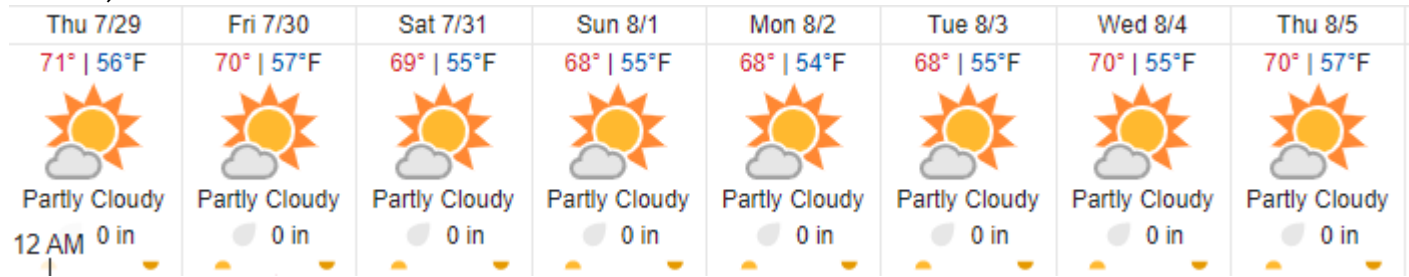 Thu 7/29 Fri 7/30 Sat 7/31 Sun 8/1 Mon 8/2 Tue 8/3 Wed 8/4 Thu 8/5
71° | 56°F 70° | 57°F 69° | 55°F 68° | 55°F 68° | 54°F 68° | 55°F 70° | 55°F 70° | 57°F
Partly Cloudy Partly Cloudy Partly Cloudy Partly Cloudy Partly Cloudy Partly Cloudy Partly Cloudy Partly Cloudy
12 AM 0 in 0 in 0 in 0 in 0 in 0 in 0 in 0 in